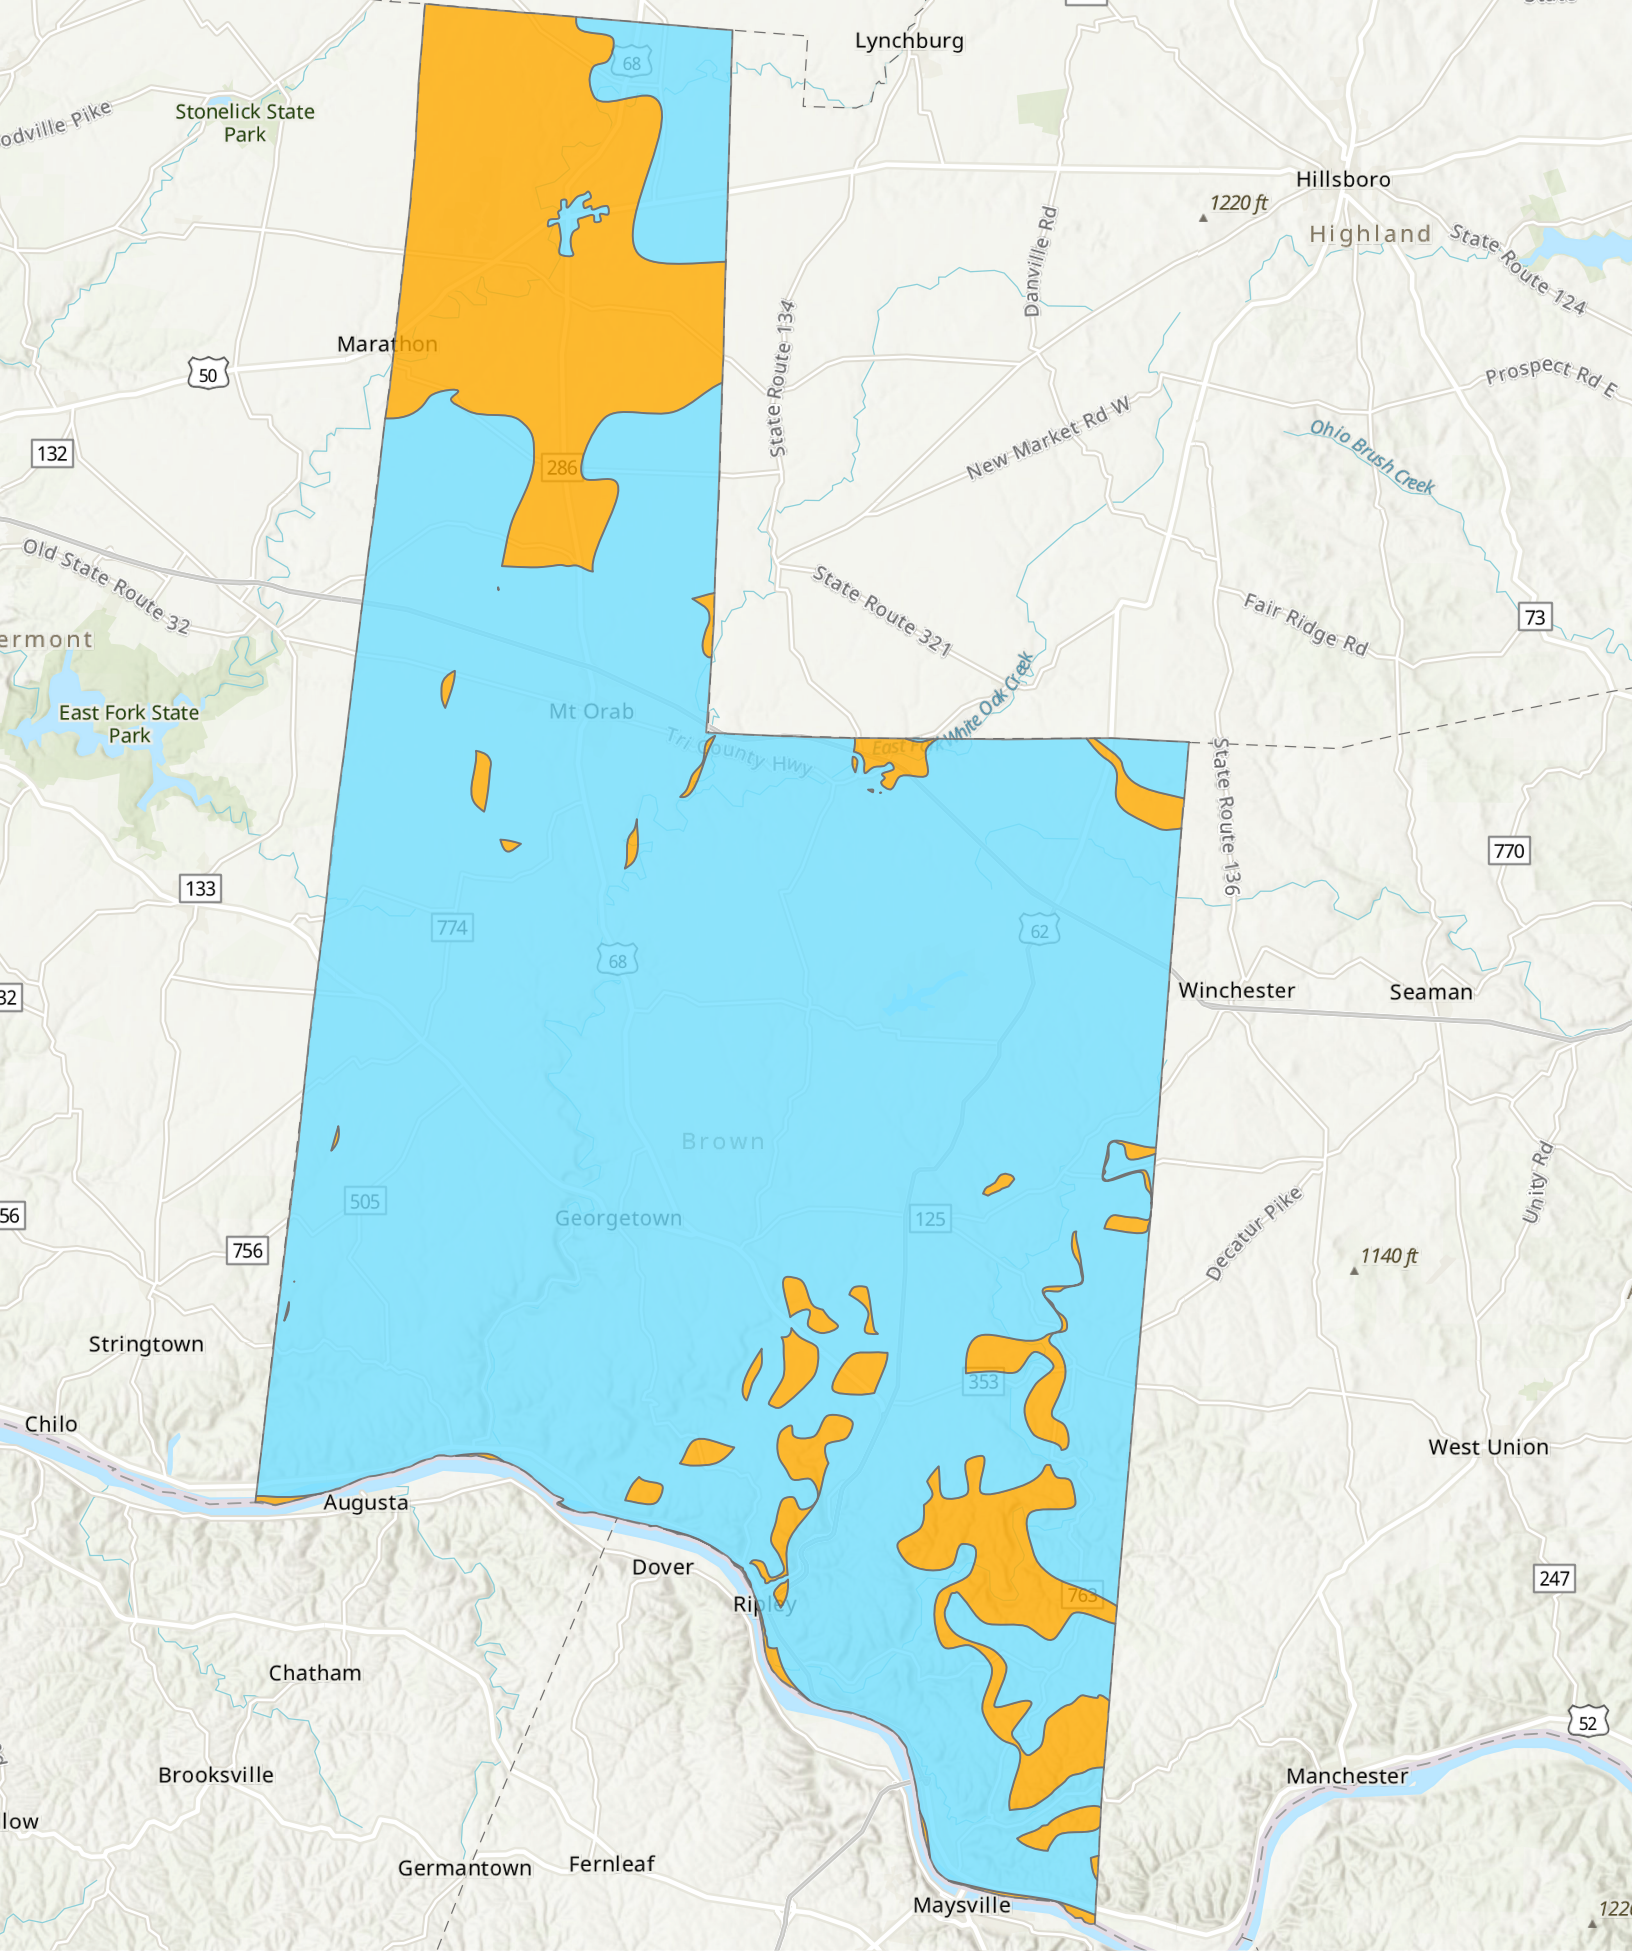 Lynchburg
68
Stonelick State
Park
odville Pike
Hillsboro
1220 ft
Highland
State Route 124
Danville Rd
State Route 134
Marathon
50
Prospect Rd E
New Market Rd W
Ohio Brush Creek
132
286
Old State Route 32
State Route 321
Fair Ridge Rd
73
ermont
White Oak Creek
East Fork State
Park
Mt Orab
Tri County Hwy
East Fork
State Route 136
770
133
774
62
68
32
Winchester
Seaman
Brown
Unity Rd
505
Georgetown
125
56
756
Decatur Pike
1140 ft
Stringtown
353
Chilo
West Union
Augusta
Dover
247
763
Ripley
Chatham
52
Brooksville
Manchester
low
Germantown
Fernleaf
Maysville